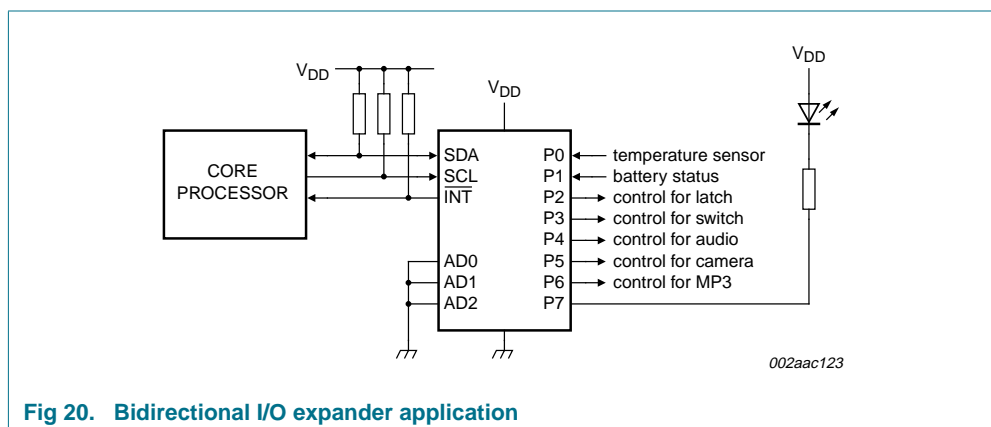 VDD
VDD
VDD
CORE
PROCESSOR
SDA
SCL
INT
AD0
AD1
AD2
P0
P1
P2
P3
P4
P5
P6
P7
temperature sensor
battery status
control for latch
control for switch
control for audio
control for camera
control for MP3
002aac123
Fig 20. Bidirectional I/O expander application